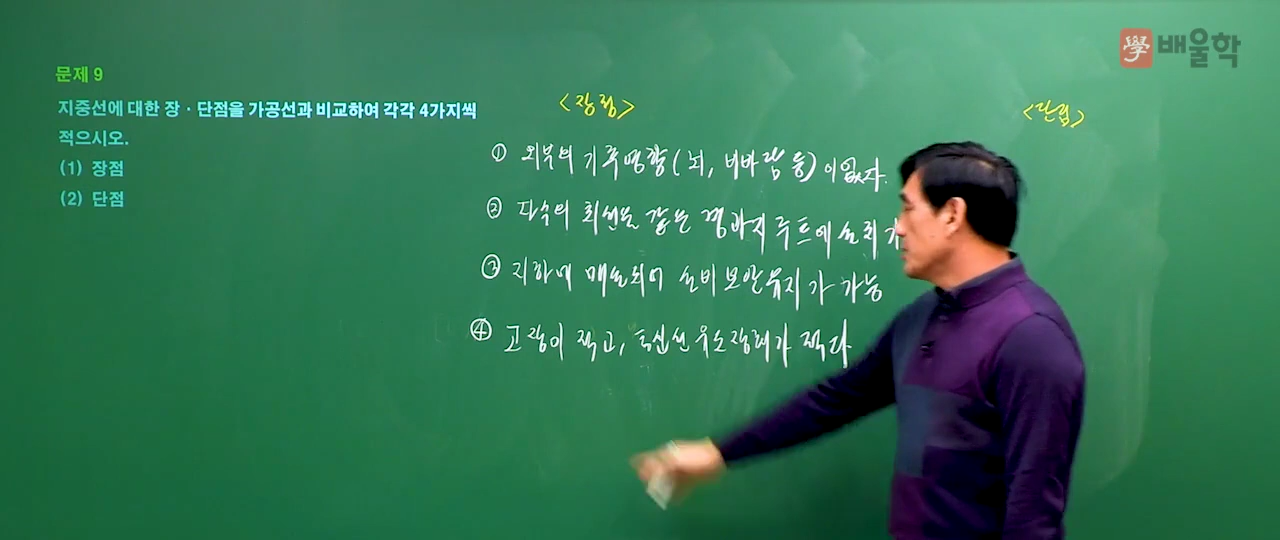 學 배울학
문제 9
지중선에 대한 장 · 단점을 가공선과 비교하여 각각 4가지씩
적으시오.
(1) 장점
(2) 단점
<장점>
<단점>
① 외부의 기후영향(뇌, 비바람 등)이 없다.
② 다수의 회선을 같은 경과지 루트에 설치 가
③ 지하에 매설되어 설비 보안유지가 가능
④ 고장이 적고, 통신선 유도장해가 적다